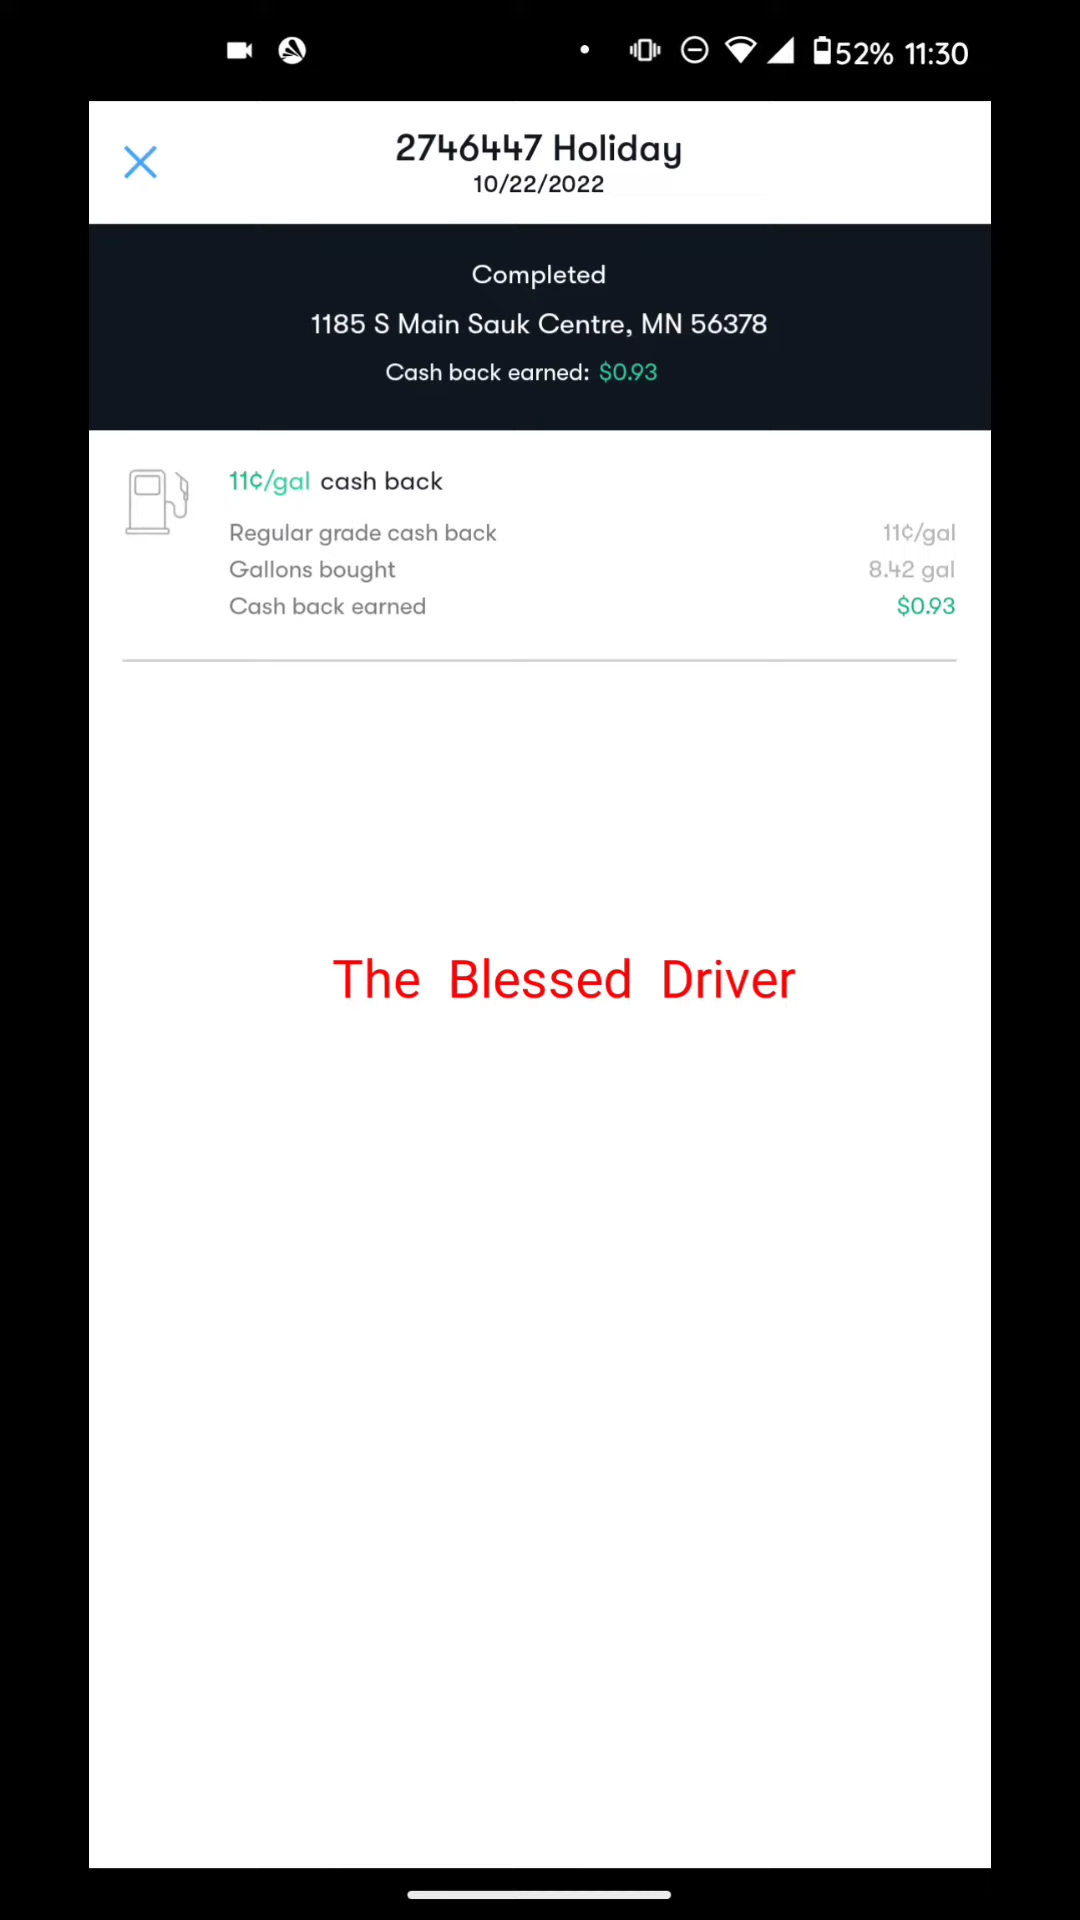 52% 11:30
2746447 Holiday
10/22/2022
Completed
1185 S Main Sauk Centre, MN 56378
Cash back earned: $0.93
11¢/gal cash back
Regular grade cash back 11¢/gal
Gallons bought 8.42 gal
Cash back earned $0.93
The Blessed Driver